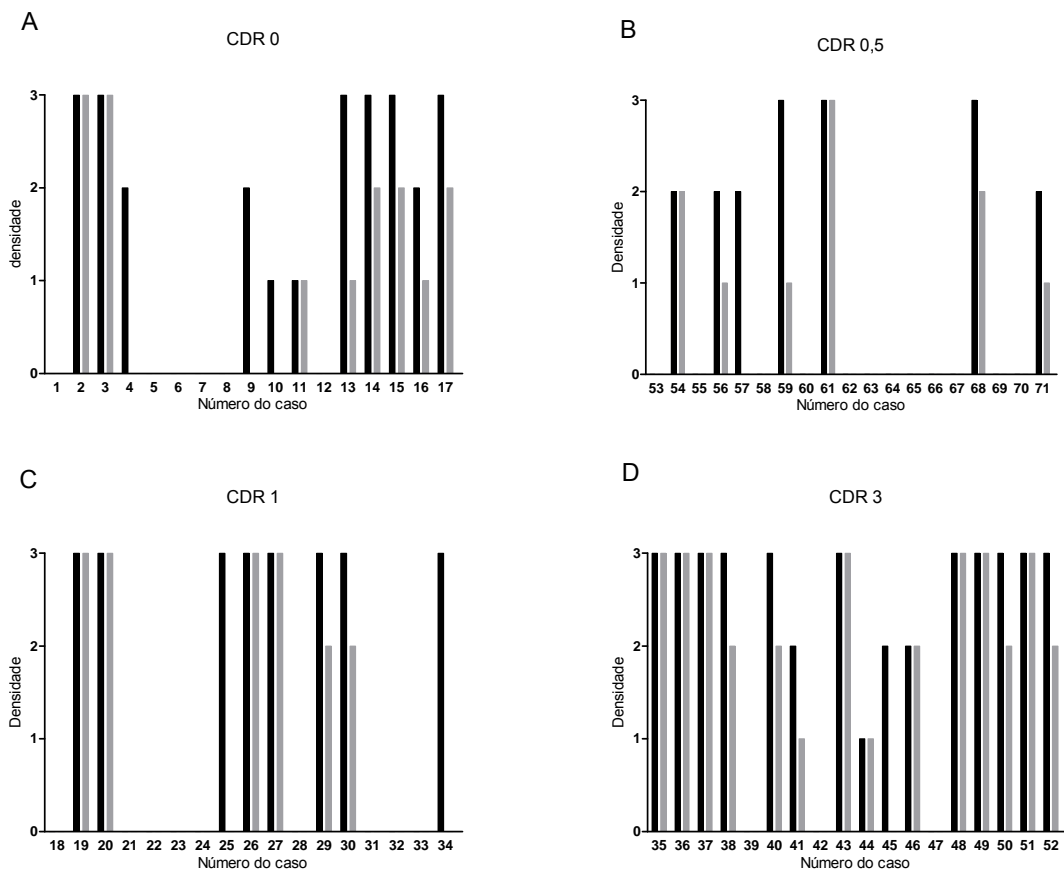 A
CDR 0
densidade
3
2
1
0
1 2 3 4 5 6 7 8 9 10 11 12 13 14 15 16 17
Número do caso
B
CDR 0,5
Densidade
3
2
1
0
53 54 55 56 57 58 59 60 61 62 63 64 65 66 67 68 69 70 71
Número do caso
C
CDR 1
Densidade
3
2
1
0
18 19 20 21 22 23 24 25 26 27 28 29 30 31 32 33 34
Número do caso
D
CDR 3
Densidade
3
2
1
0
35 36 37 38 39 40 41 42 43 44 45 46 47 48 49 50 51 52
Número do caso